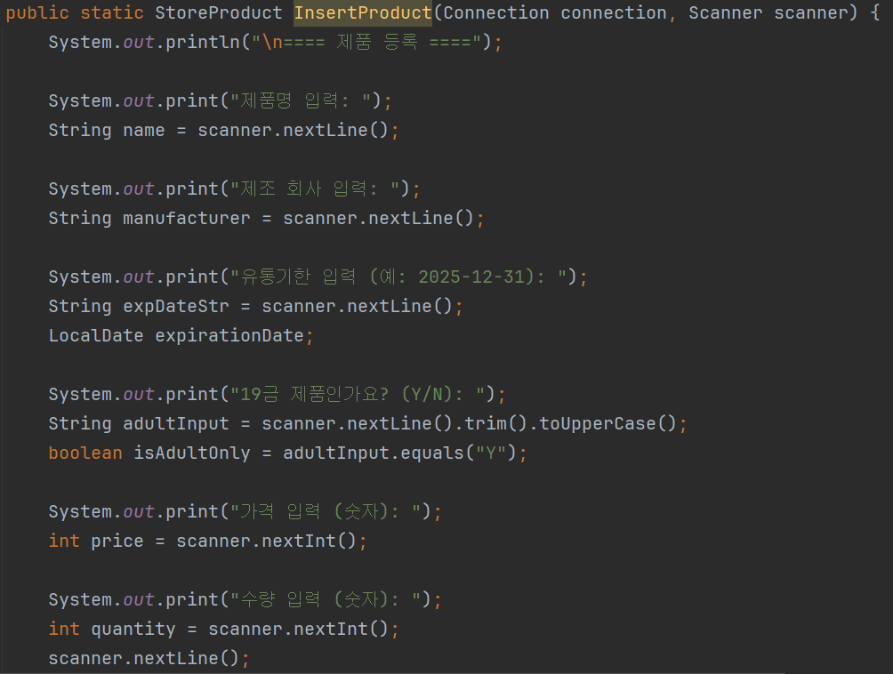 public static StoreProduct InsertProduct(Connection connection, Scanner scanner) {
System.out.println("\n==== 제품 등록 ====");
System.out.print("제품명 입력: ");
String name = scanner.nextLine();
System.out.print("제조 회사 입력: ");
String manufacturer = scanner.nextLine();
System.out.print("유통기한 입력 (예: 2025-12-31): ");
String expDateStr = scanner.nextLine();
LocalDate expirationDate;
System.out.print("19금 제품인가요? (Y/N): ");
String adultInput = scanner.nextLine().trim().toUpperCase();
boolean isAdultOnly = adultInput.equals("Y");
System.out.print("가격 입력 (숫자): ");
int price = scanner.nextInt();
System.out.print("수량 입력 (숫자): ");
int quantity = scanner.nextInt();
scanner.nextLine();